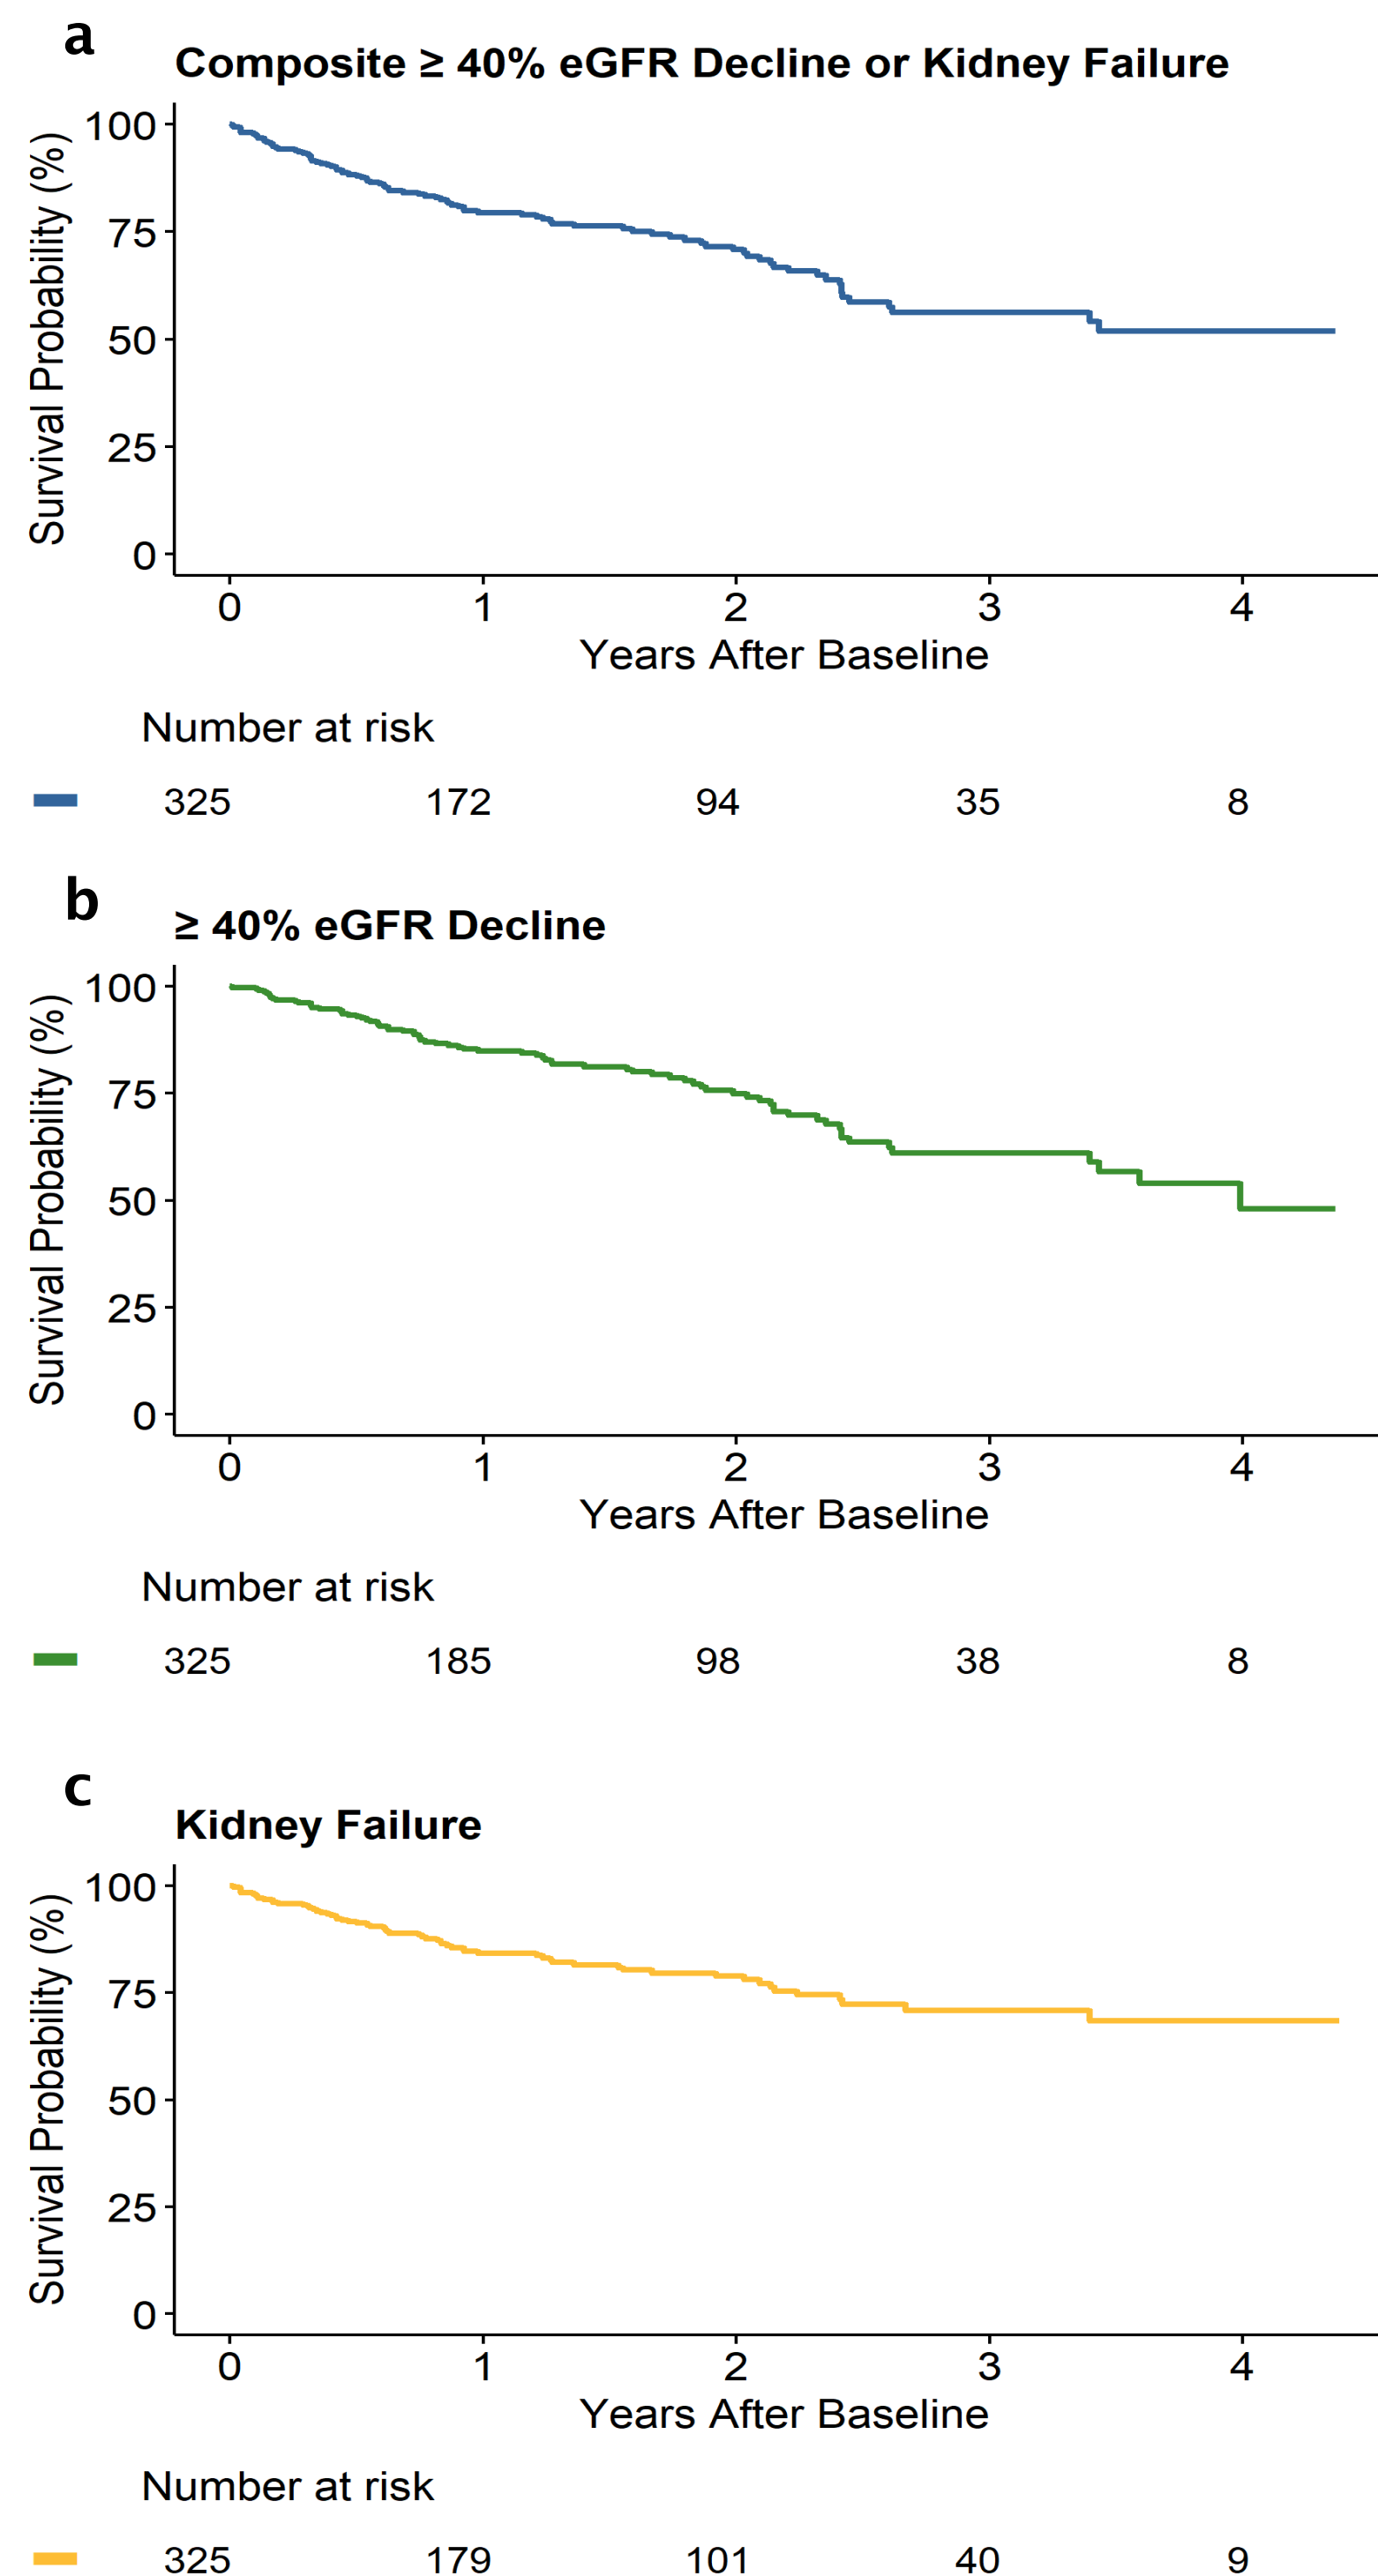 a
Composite ≥ 40% eGFR Decline or Kidney Failure
Survival Probability (%)
100
75
50
25
0
0 1 2 3 4
Years After Baseline
Number at risk
325 172 94 35 8
b
≥ 40% eGFR Decline
Survival Probability (%)
100
75
50
25
0
0 1 2 3 4
Years After Baseline
Number at risk
325 185 98 38 8
c
Kidney Failure
Survival Probability (%)
100
75
50
25
0
0 1 2 3 4
Years After Baseline
Number at risk
325 179 101 40 9